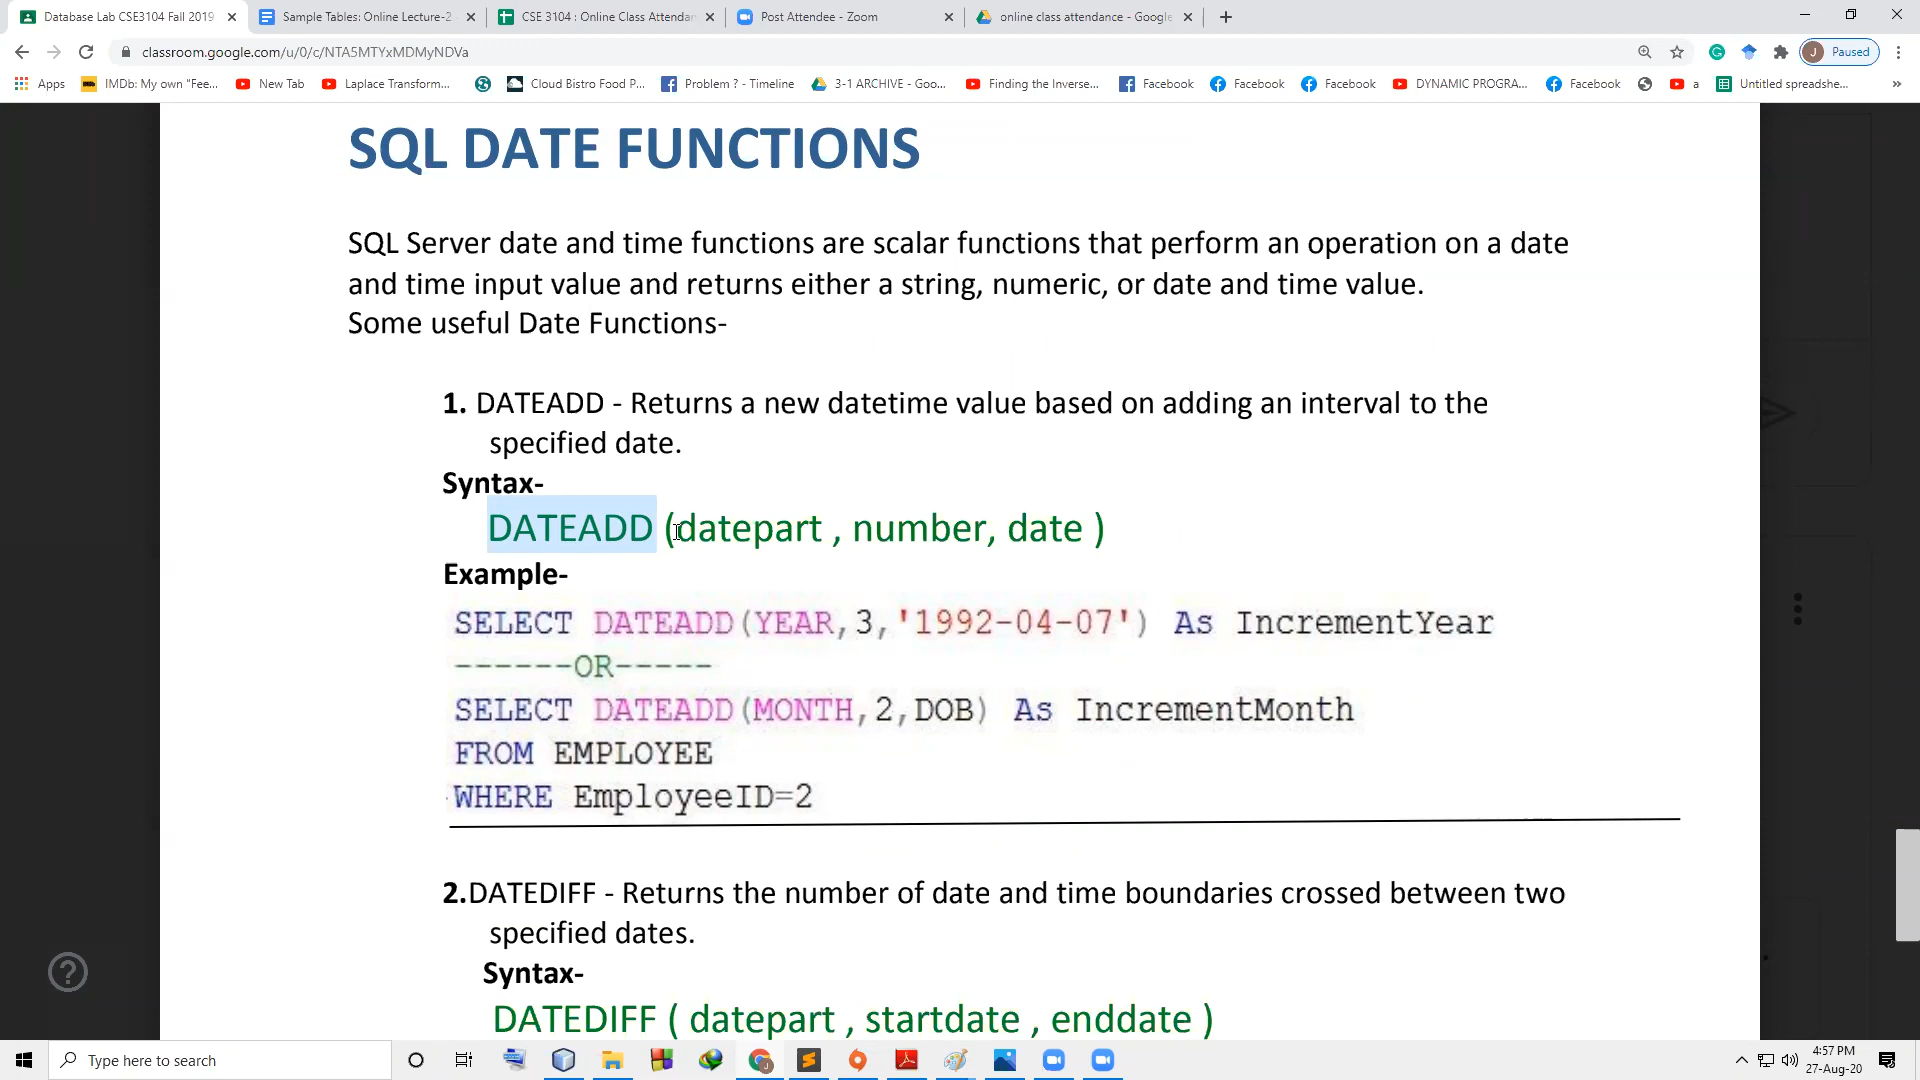 Database Lab CSE3104 Fall 2019
Sample Tables: Online Lecture-2
CSE 3104 : Online Class Attendan
Post Attendee - Zoom
online class attendance - Google
classroom.google.com/u/0/c/NTA5MTYxMDMyNDVa
J
Paused
Apps
IMDb: My own "Fee...
New Tab
Laplace Transform...
Cloud Bistro Food P...
Problem ? - Timeline
3-1 ARCHIVE - Goo...
Finding the Inverse...
Facebook
Facebook
Facebook
DYNAMIC PROGRA...
Facebook
a
Untitled spreadshe...
»
SQL DATE FUNCTIONS
SQL Server date and time functions are scalar functions that perform an operation on a date
and time input value and returns either a string, numeric, or date and time value.
Some useful Date Functions-
1. DATEADD - Returns a new datetime value based on adding an interval to the
specified date.
Syntax-
DATEADD (datepart , number, date )
Example-
SELECT DATEADD(YEAR,3,'1992-04-07') As IncrementYear
------OR-----
SELECT DATEADD(MONTH,2,DOB) As IncrementMonth
FROM EMPLOYEE
WHERE EmployeeID=2
2.DATEDIFF - Returns the number of date and time boundaries crossed between two
specified dates.
Syntax-
DATEDIFF ( datepart , startdate , enddate )
Type here to search
4:57 PM
27-Aug-20